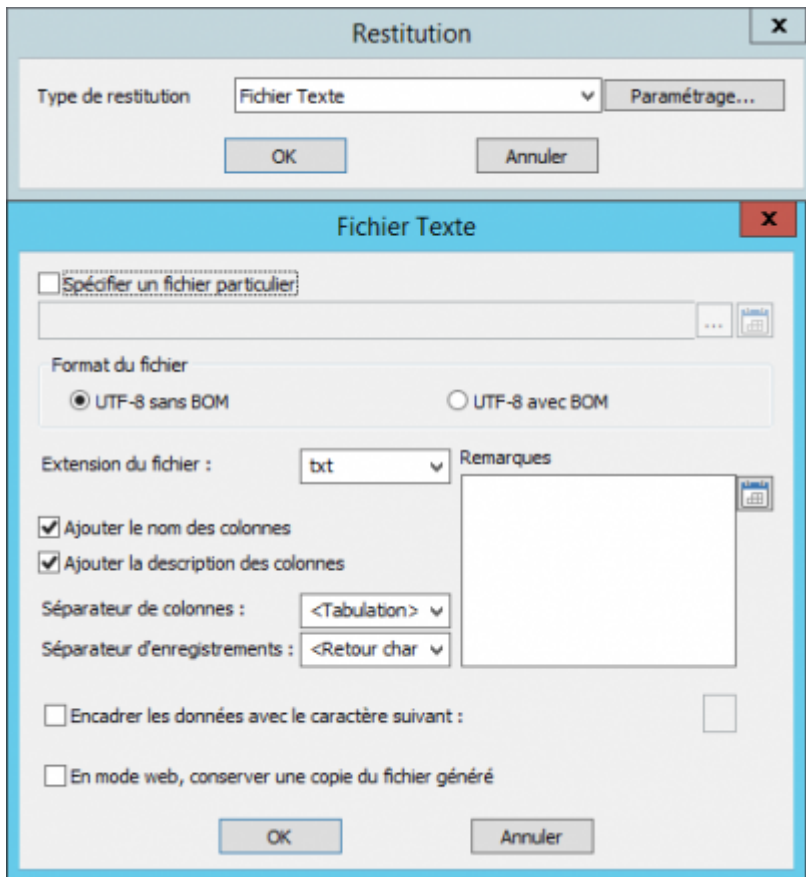 Restitution
x
Type de restitution
Fichier Texte
Paramétrage...
OK
Annuler
Fichier Texte
x
Spécifier un fichier particulier
...
Format du fichier
UTF-8 sans BOM
UTF-8 avec BOM
Extension du fichier :
txt
Remarques
Ajouter le nom des colonnes
Ajouter la description des colonnes
Séparateur de colonnes :
<Tabulation>
Séparateur d'enregistrements :
<Retour char
Encadrer les données avec le caractère suivant :
En mode web, conserver une copie du fichier généré
OK
Annuler